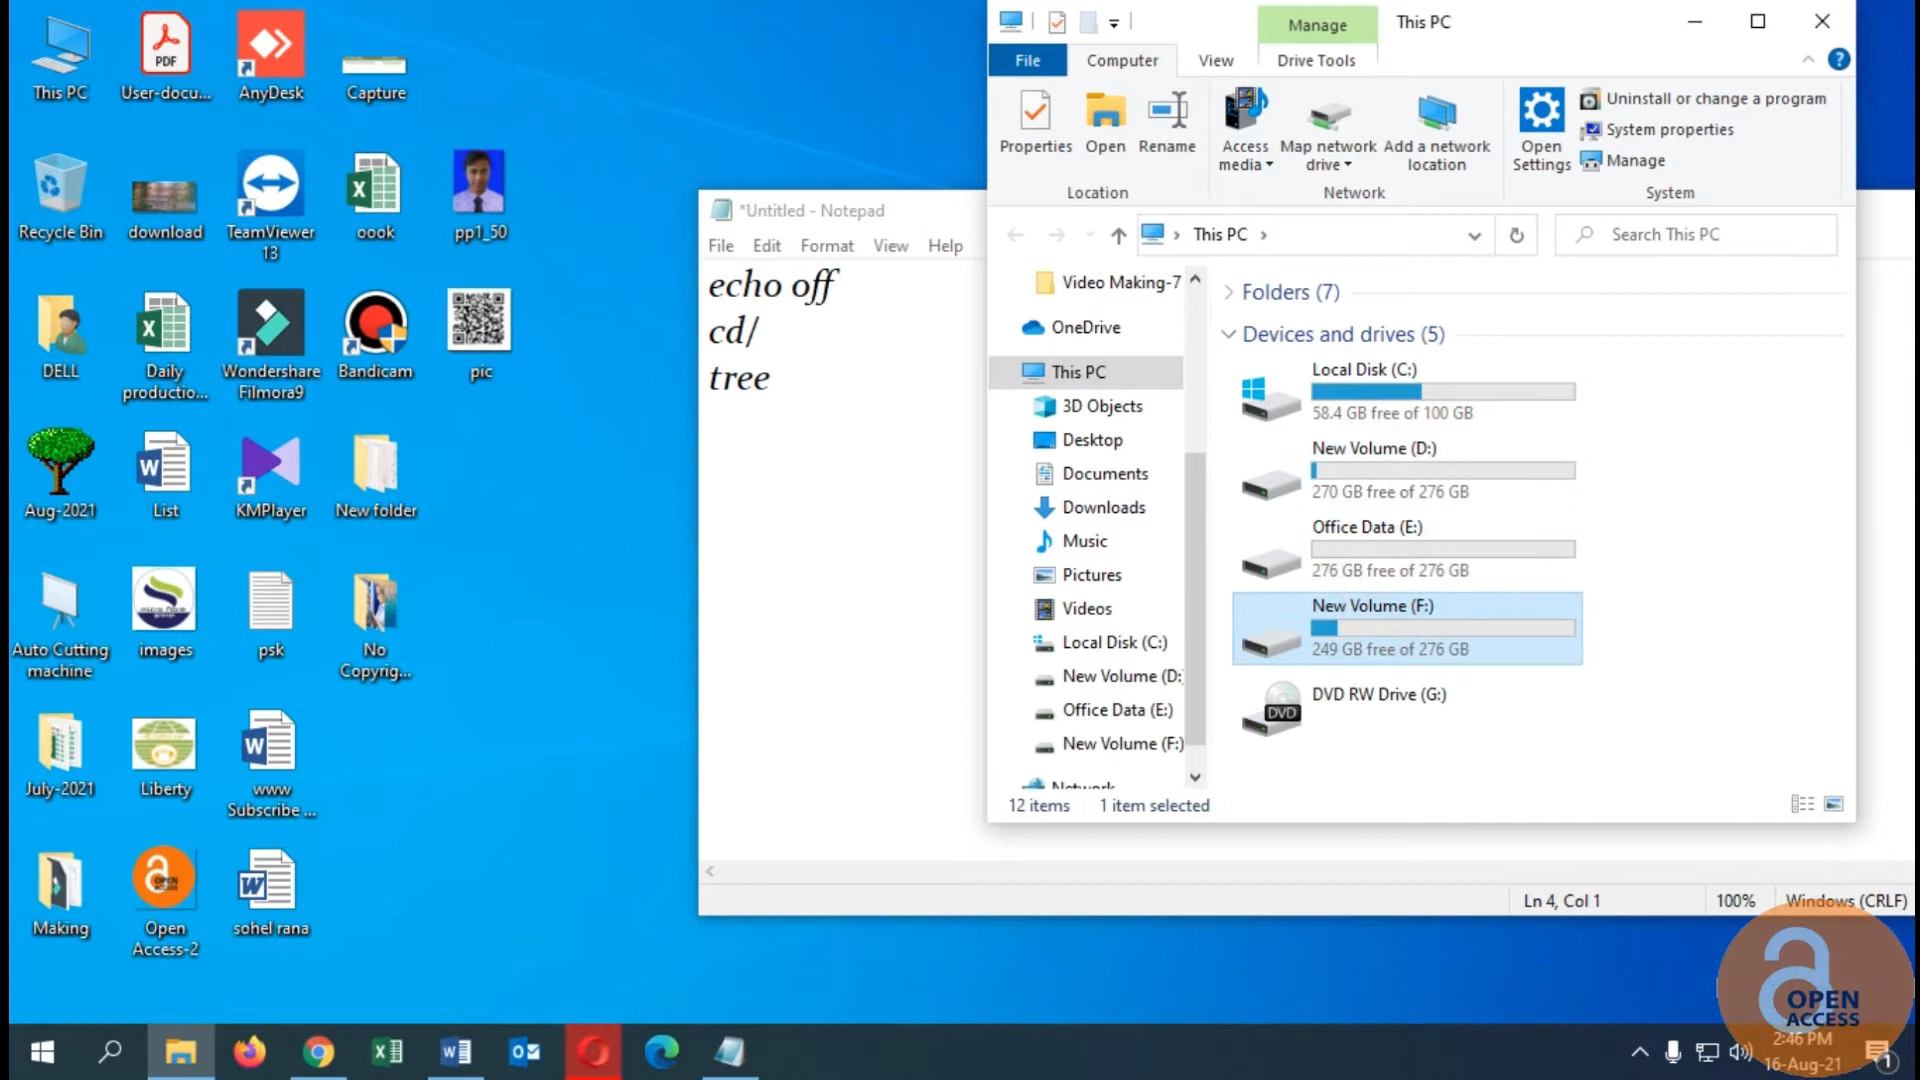 This PC
User-docu...
AnyDesk
Capture
Recycle Bin
download
TeamViewer
13
oook
pp1_50
DELL
Daily
productio...
Wondershare
Filmora9
Bandicam
pic
Aug-2021
List
KMPlayer
New folder
Auto Cutting
machine
images
psk
No
Copyrig...
July-2021
Liberty
www
Subscribe ...
Making
Open
Access-2
sohel rana
*Untitled - Notepad
File Edit Format View Help
echo off
cd/
tree
Ln 4, Col 1
100%
Windows (CRLF)
Manage
This PC
File
Computer
View
Drive Tools
Properties
Open
Rename
Location
Access
media
Map network
drive
Add a network
location
Network
Open
Settings
Uninstall or change a program
System properties
Manage
System
This PC
Search This PC
Video Making-7
OneDrive
This PC
3D Objects
Desktop
Documents
Downloads
Music
Pictures
Videos
Local Disk (C:)
New Volume (D:
Office Data (E:)
New Volume (F:)
Network
Folders (7)
Devices and drives (5)
Local Disk (C:)
58.4 GB free of 100 GB
New Volume (D:)
270 GB free of 276 GB
Office Data (E:)
276 GB free of 276 GB
New Volume (F:)
249 GB free of 276 GB
DVD
DVD RW Drive (G:)
12 items
1 item selected
OPEN
ACCESS
2:46 PM
16-Aug-21
1